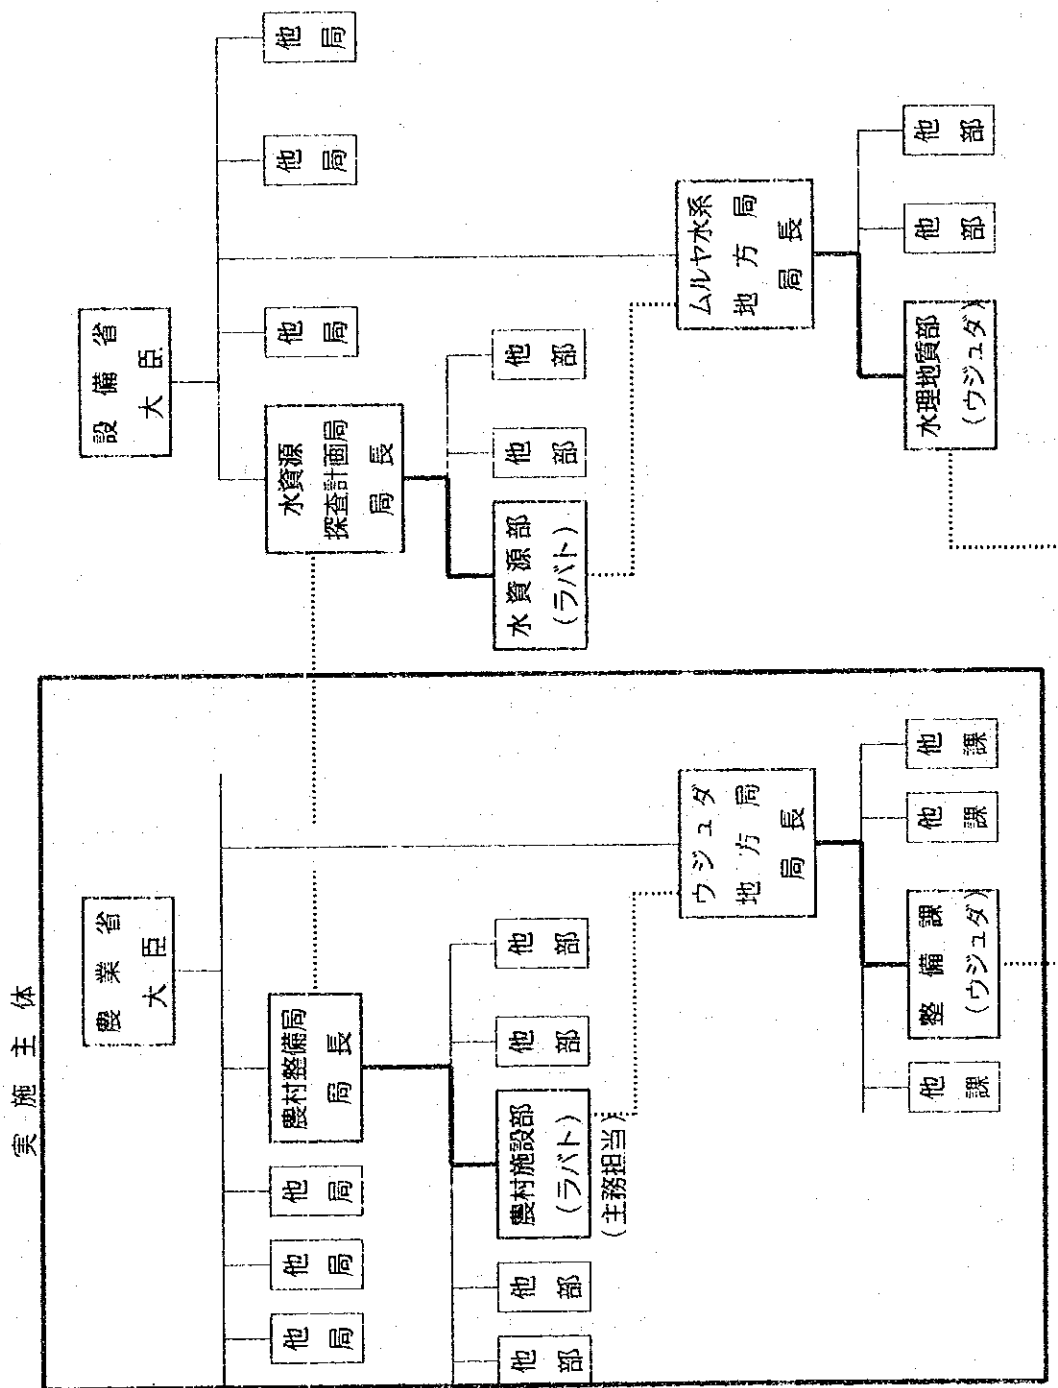 実施主体
農業省
大臣
設備省
大臣
他局
他局
他局
農村整備局
局長
水資源
探査計画局
局長
他局
他局
他局
他部
他部
農村施設部
(ラバト)
(主務担当)
他部
他部
水資源部
(ラバト)
他部
他部
ウジュダ
地方局
局長
ムルヤ水系
地方局
局長
他課
整備課
(ウジュダ)
他課
他課
水理地質部
(ウジュダ)
他部
他部